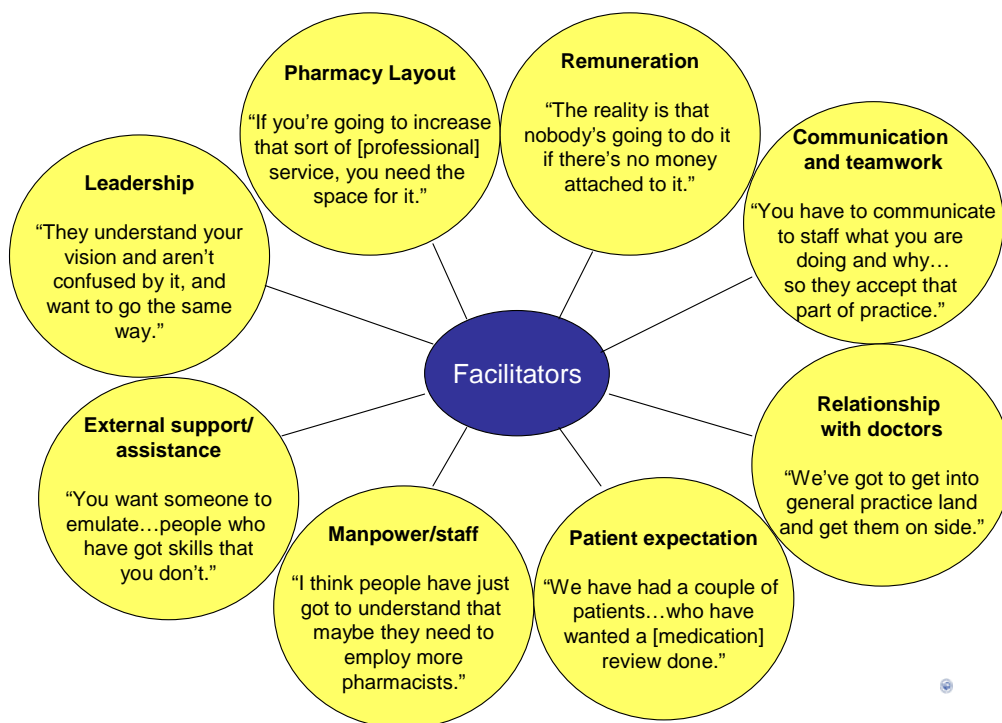 Pharmacy Layout
“If you’re going to increase
that sort of [professional]
service, you need the
space for it.”
Remuneration
“The reality is that
nobody’s going to do it
if there’s no money
attached to it.”
Communication
and teamwork
“You have to communicate
to staff what you are
doing and why…
so they accept that
part of practice.”
Leadership
“They understand your
vision and aren’t
confused by it, and
want to go the same
way.”
Facilitators
Relationship
with doctors
“We’ve got to get into
general practice land
and get them on side.”
External support/
assistance
“You want someone to
emulate…people who
have got skills that
you don’t.”
Manpower/staff
“I think people have just
got to understand that
maybe they need to
employ more
pharmacists.”
Patient expectation
“We have had a couple of
patients…who have
wanted a [medication]
review done.”